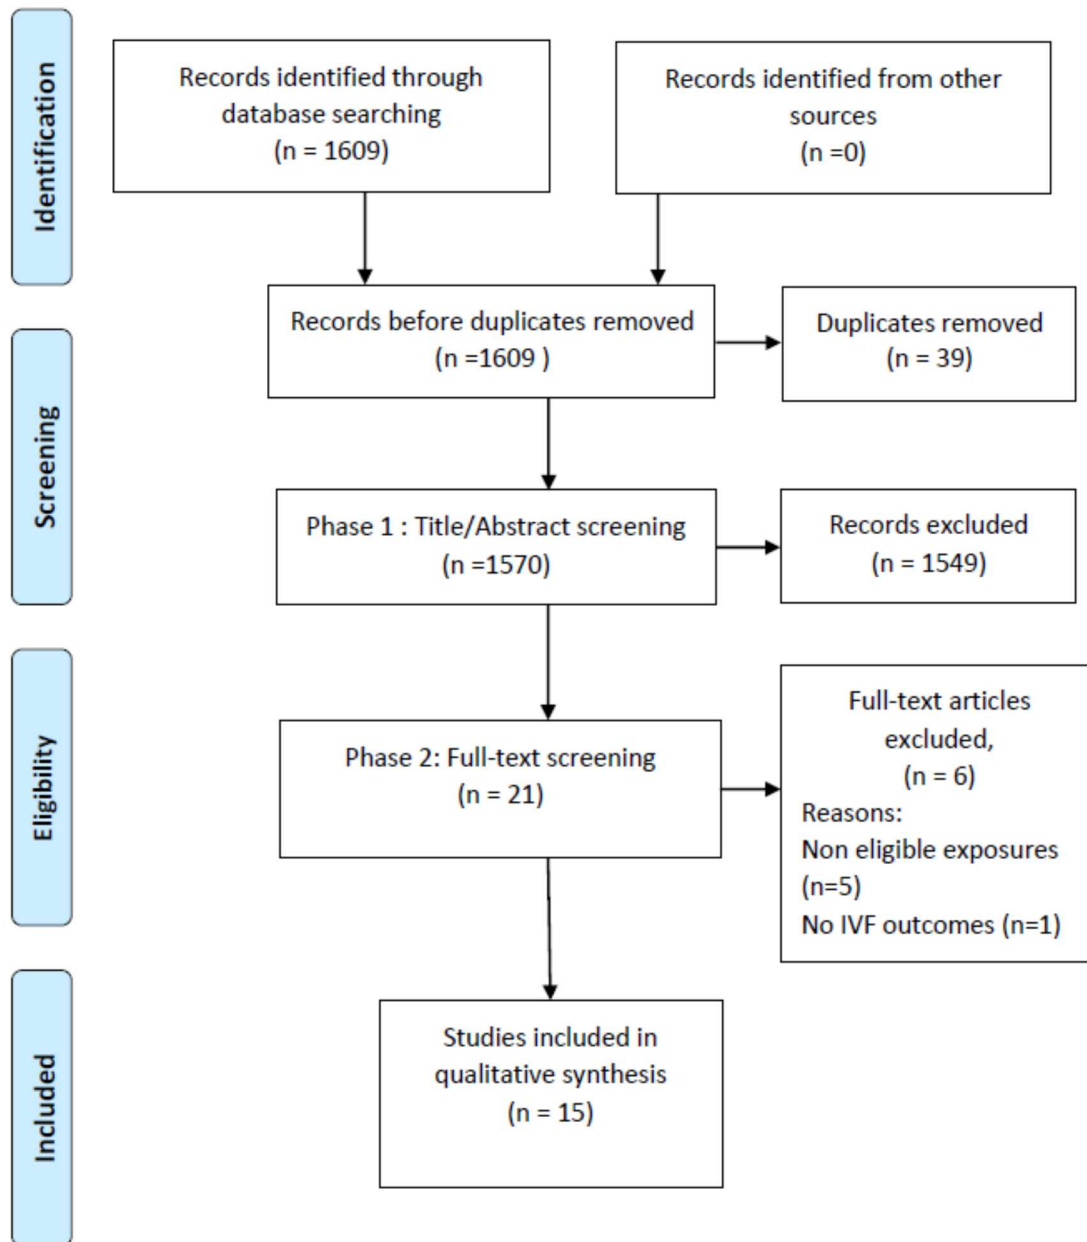 Identification
Records identified through
database searching
(n = 1609)
Records identified from other
sources
(n =0)
Records before duplicates removed
(n =1609 )
Duplicates removed
(n = 39)
Screening
Phase 1 : Title/Abstract screening
(n =1570)
Records excluded
(n = 1549)
Eligibility
Phase 2: Full-text screening
(n = 21)
Full-text articles
excluded,
(n = 6)
Reasons:
Non eligible exposures
(n=5)
No IVF outcomes (n=1)
Included
Studies included in
qualitative synthesis
(n = 15)